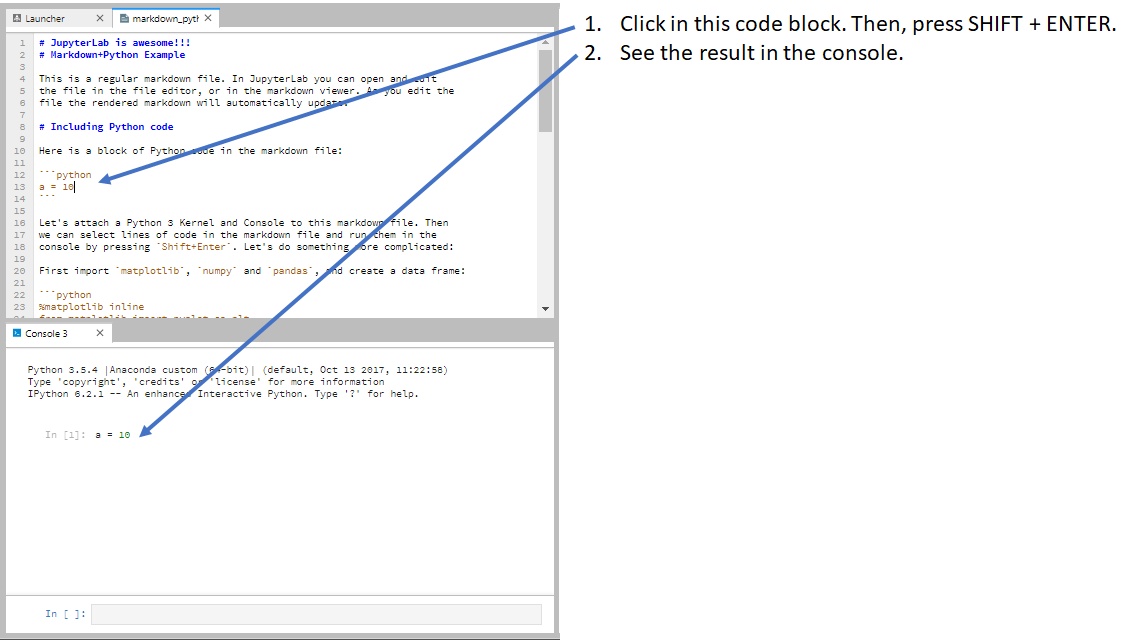 Launcher
markdown_pytl
1 # JupyterLab is awesome!!!
2 # Markdown+Python Example
3
4 This is a regular markdown file. In JupyterLab you can open and edit
5 the file in the file editor, or in the markdown viewer. As you edit the
6 file the rendered markdown will automatically update.
7
8 # Including Python code
9
10 Here is a block of Python code in the markdown file:
11
12 ```python
13 a = 10
14 ```
15
16 Let's attach a Python 3 Kernel and Console to this markdown file. Then
17 we can select lines of code in the markdown file and run them in the
18 console by pressing `Shift+Enter`. Let's do something more complicated:
19
20 First import `matplotlib`, `numpy` and `pandas`, and create a data frame:
21
22 ```python
23 %matplotlib inline
Console 3
Python 3.5.4 |Anaconda custom (64-bit)| (default, Oct 13 2017, 11:22:58)
Type 'copyright', 'credits' or 'license' for more information
IPython 6.2.1 -- An enhanced Interactive Python. Type '?' for help.
In [1]: a = 10
In [ ]:
1. Click in this code block. Then, press SHIFT + ENTER.
2. See the result in the console.